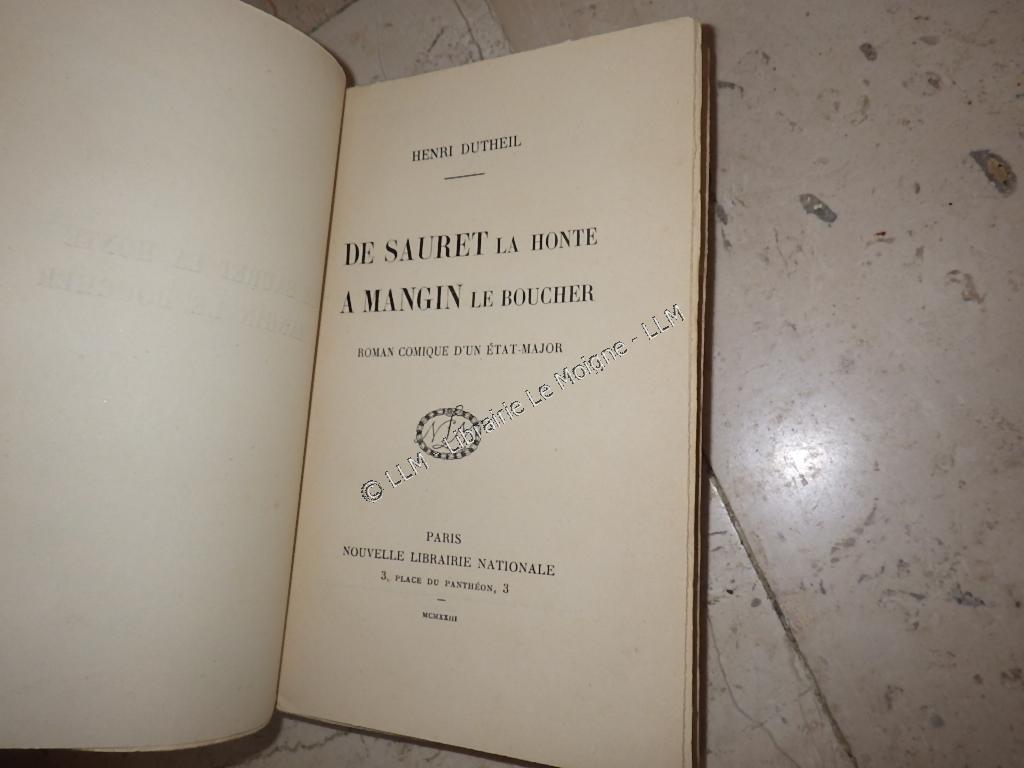 HENRI DUTHEIL
DE SAURET LA HONTE
A MANGIN LE BOUCHER
ROMAN COMIQUE D'UN ÉTAT-MAJOR
© LLM - Librairie Le Moigne - LLM
PARIS
NOUVELLE LIBRAIRIE NATIONALE
3, PLACE DU PANTHÉON, 3
MCMXXIII